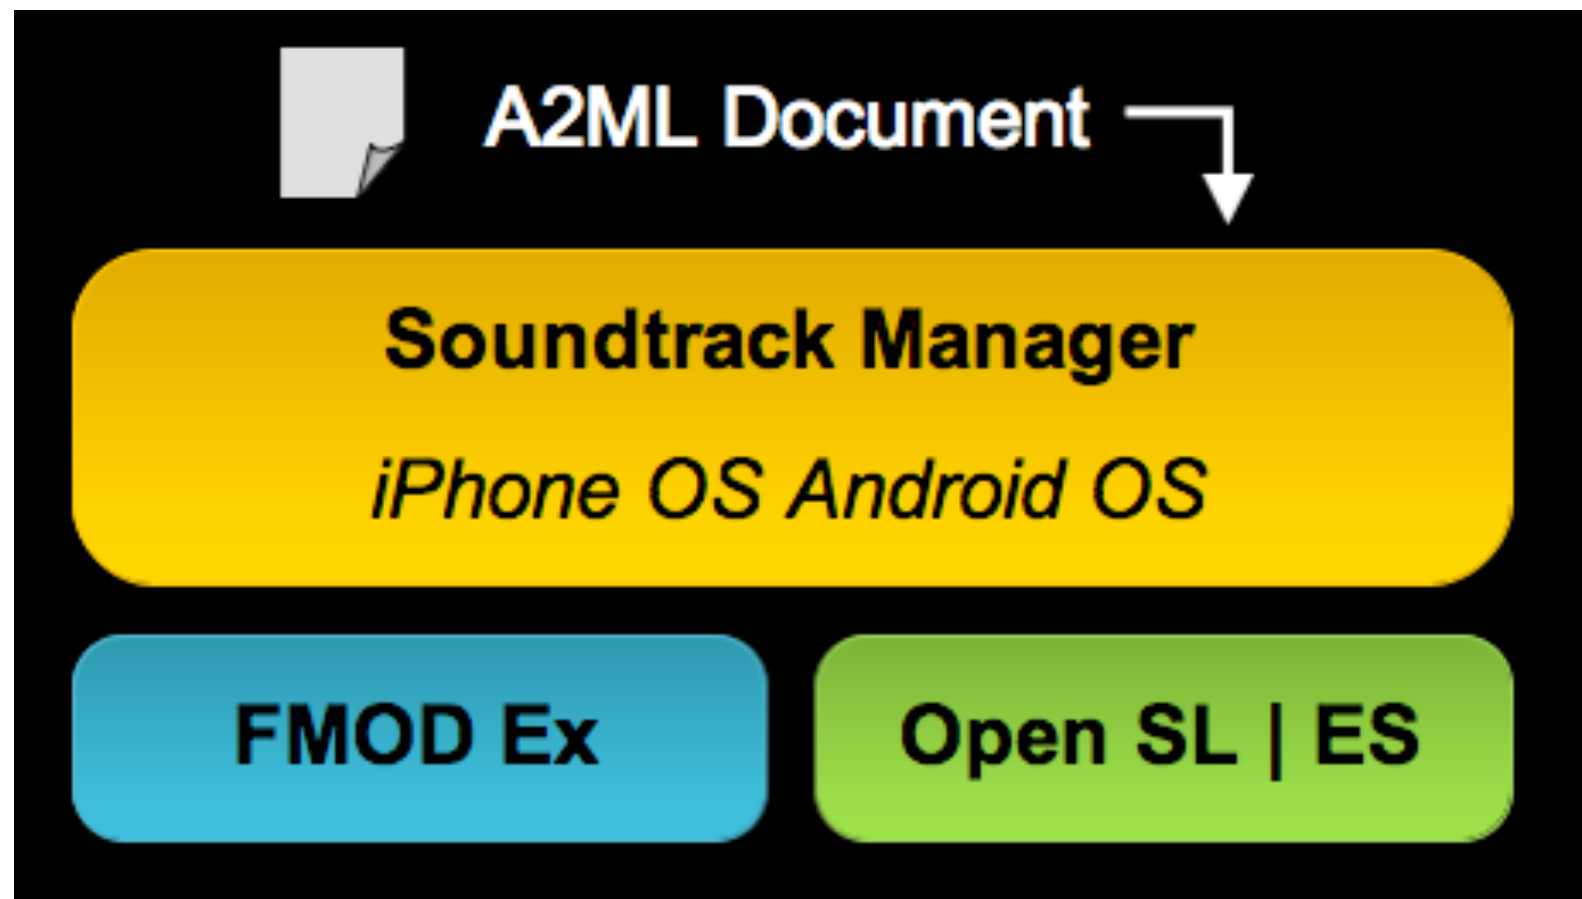 A2ML Document
Soundtrack Manager
iPhone OS Android OS
FMOD Ex
Open SL | ES